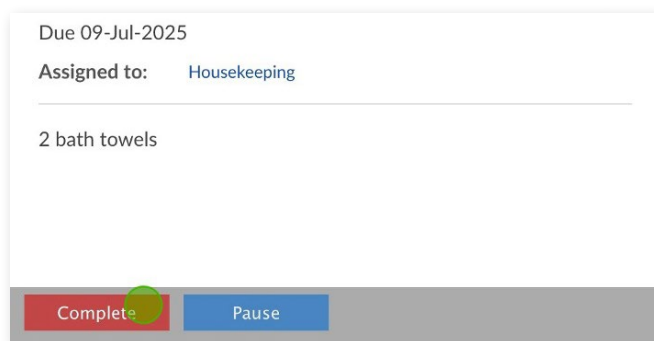 Due 09-Jul-2025
Assigned to: Housekeeping
2 bath towels
Complete Pause